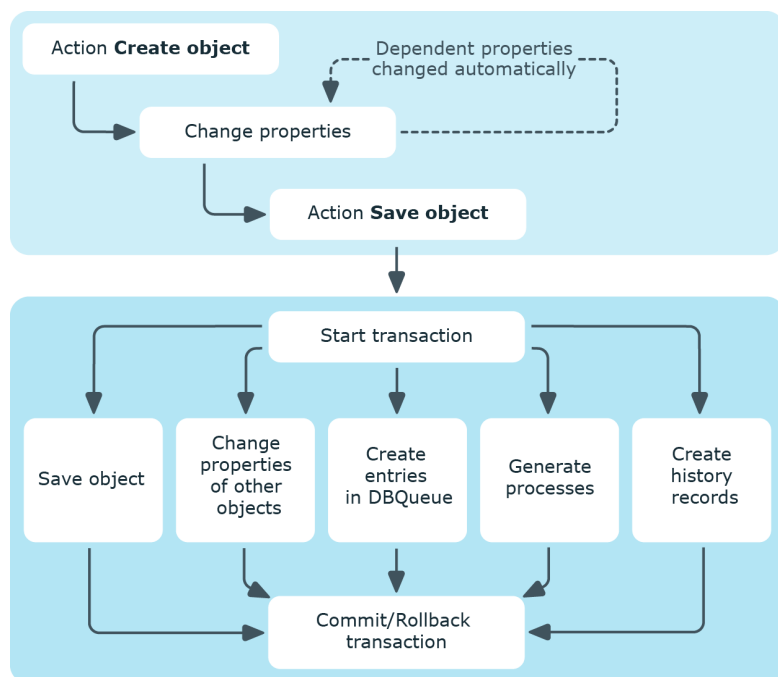 Action Create object
Dependent properties
changed automatically
Change properties
Action Save object
Start transaction
Save object
Change
properties
of other
objects
Create
entries
in DBQueue
Generate
processes
Create
history
records
Commit/Rollback
transaction